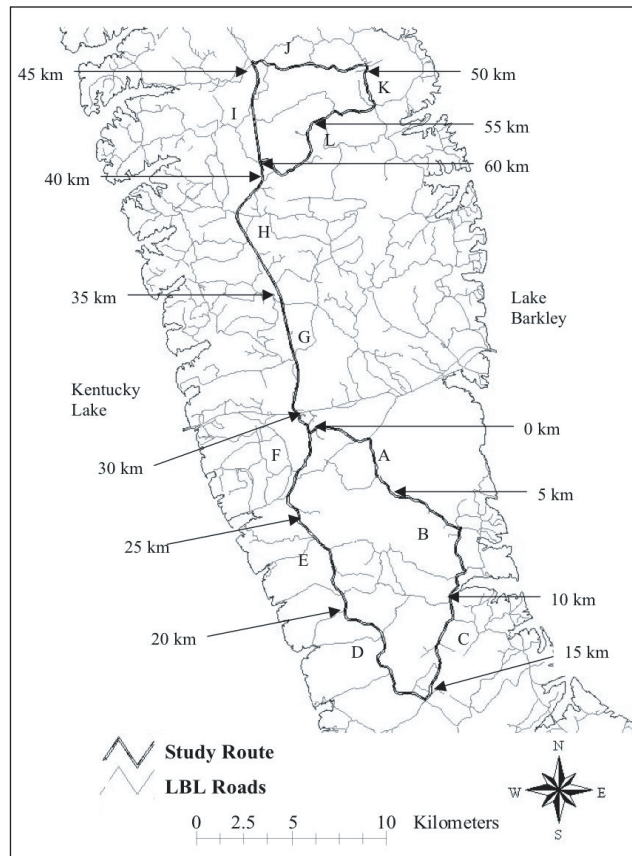 J
45 km
50 km
K
I
55 km
L
60 km
40 km
H
35 km
Lake
Barkley
G
Kentucky
Lake
0 km
A
F
30 km
5 km
B
25 km
E
10 km
20 km
C
D
15 km
Study Route
LBL Roads
N
W E
S
0 2.5 5 10 Kilometers